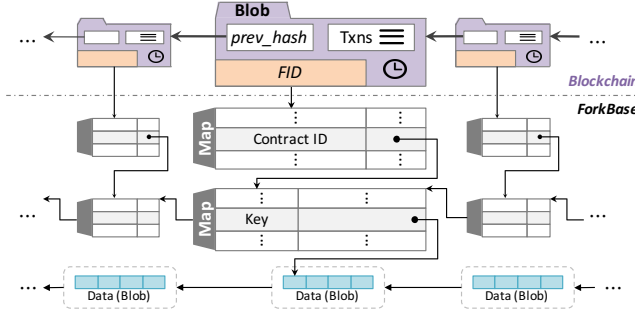 Blob
...
prev_hash
Txns
...
FID
Blockchain
ForkBase
Map
Contract ID
...
Map
Key
...
...
Data (Blob)
Data (Blob)
Data (Blob)
...